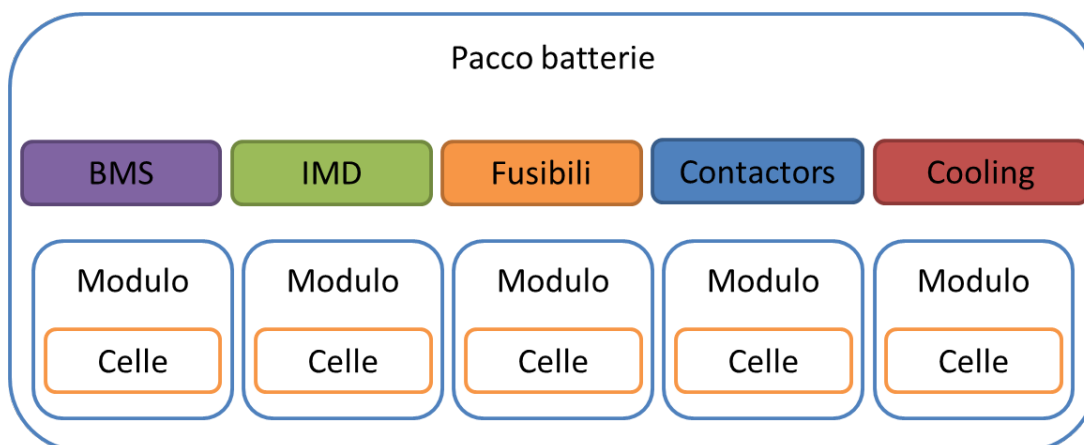 Pacco batterie
BMS IMD Fusibili Contactors Cooling
Modulo Modulo Modulo Modulo Modulo
Celle Celle Celle Celle Celle